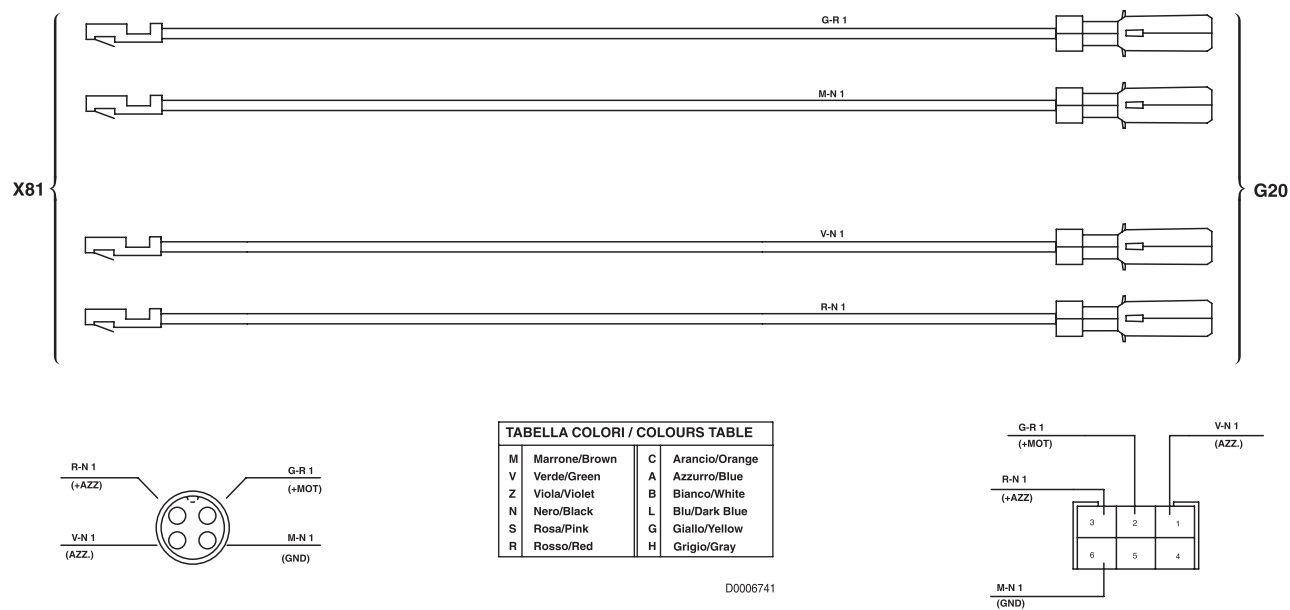 G-R 1
M-N 1
X81
G20
V-N 1
R-N 1
R-N 1
(+AZZ)
G-R 1
(+MOT)
V-N 1
(AZZ.)
M-N 1
(GND)
TABELLA COLORI / COLOURS TABLE
M Marrone/Brown C Arancio/Orange
V Verde/Green A Azzurro/Blue
Z Viola/Violet B Bianco/White
N Nero/Black L Blu/Dark Blue
S Rosa/Pink G Giallo/Yellow
R Rosso/Red H Grigio/Gray
D0006741
G-R 1
(+MOT)
V-N 1
(AZZ.)
R-N 1
(+AZZ)
3 2 1
6 5 4
M-N 1
(GND)